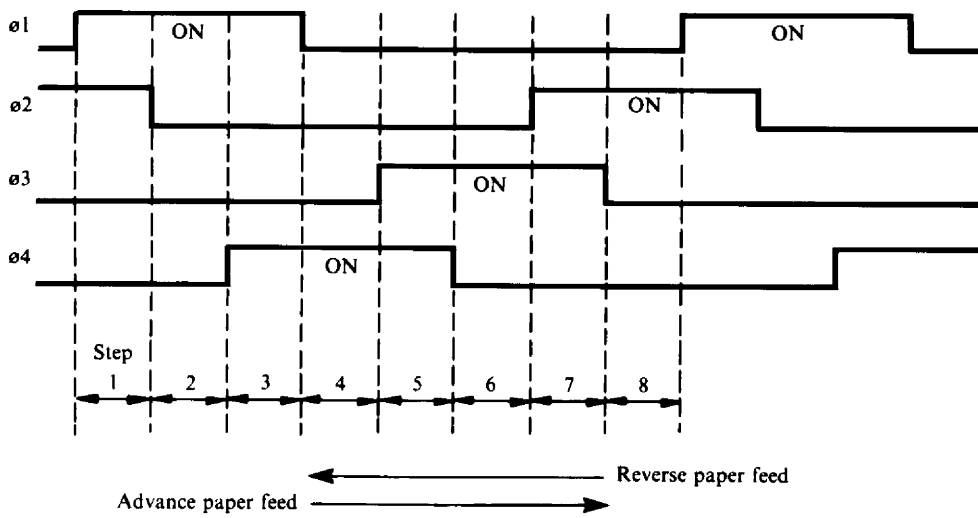 ø1
ON
ON
ø2
ON
ø3
ON
ø4
ON
Step
1 2 3 4 5 6 7 8
Reverse paper feed
Advance paper feed